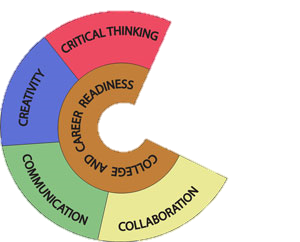 CRITICAL THINKING
CREATIVITY
COMMUNICATION
COLLABORATION
COLLEGE AND CAREER READINESS